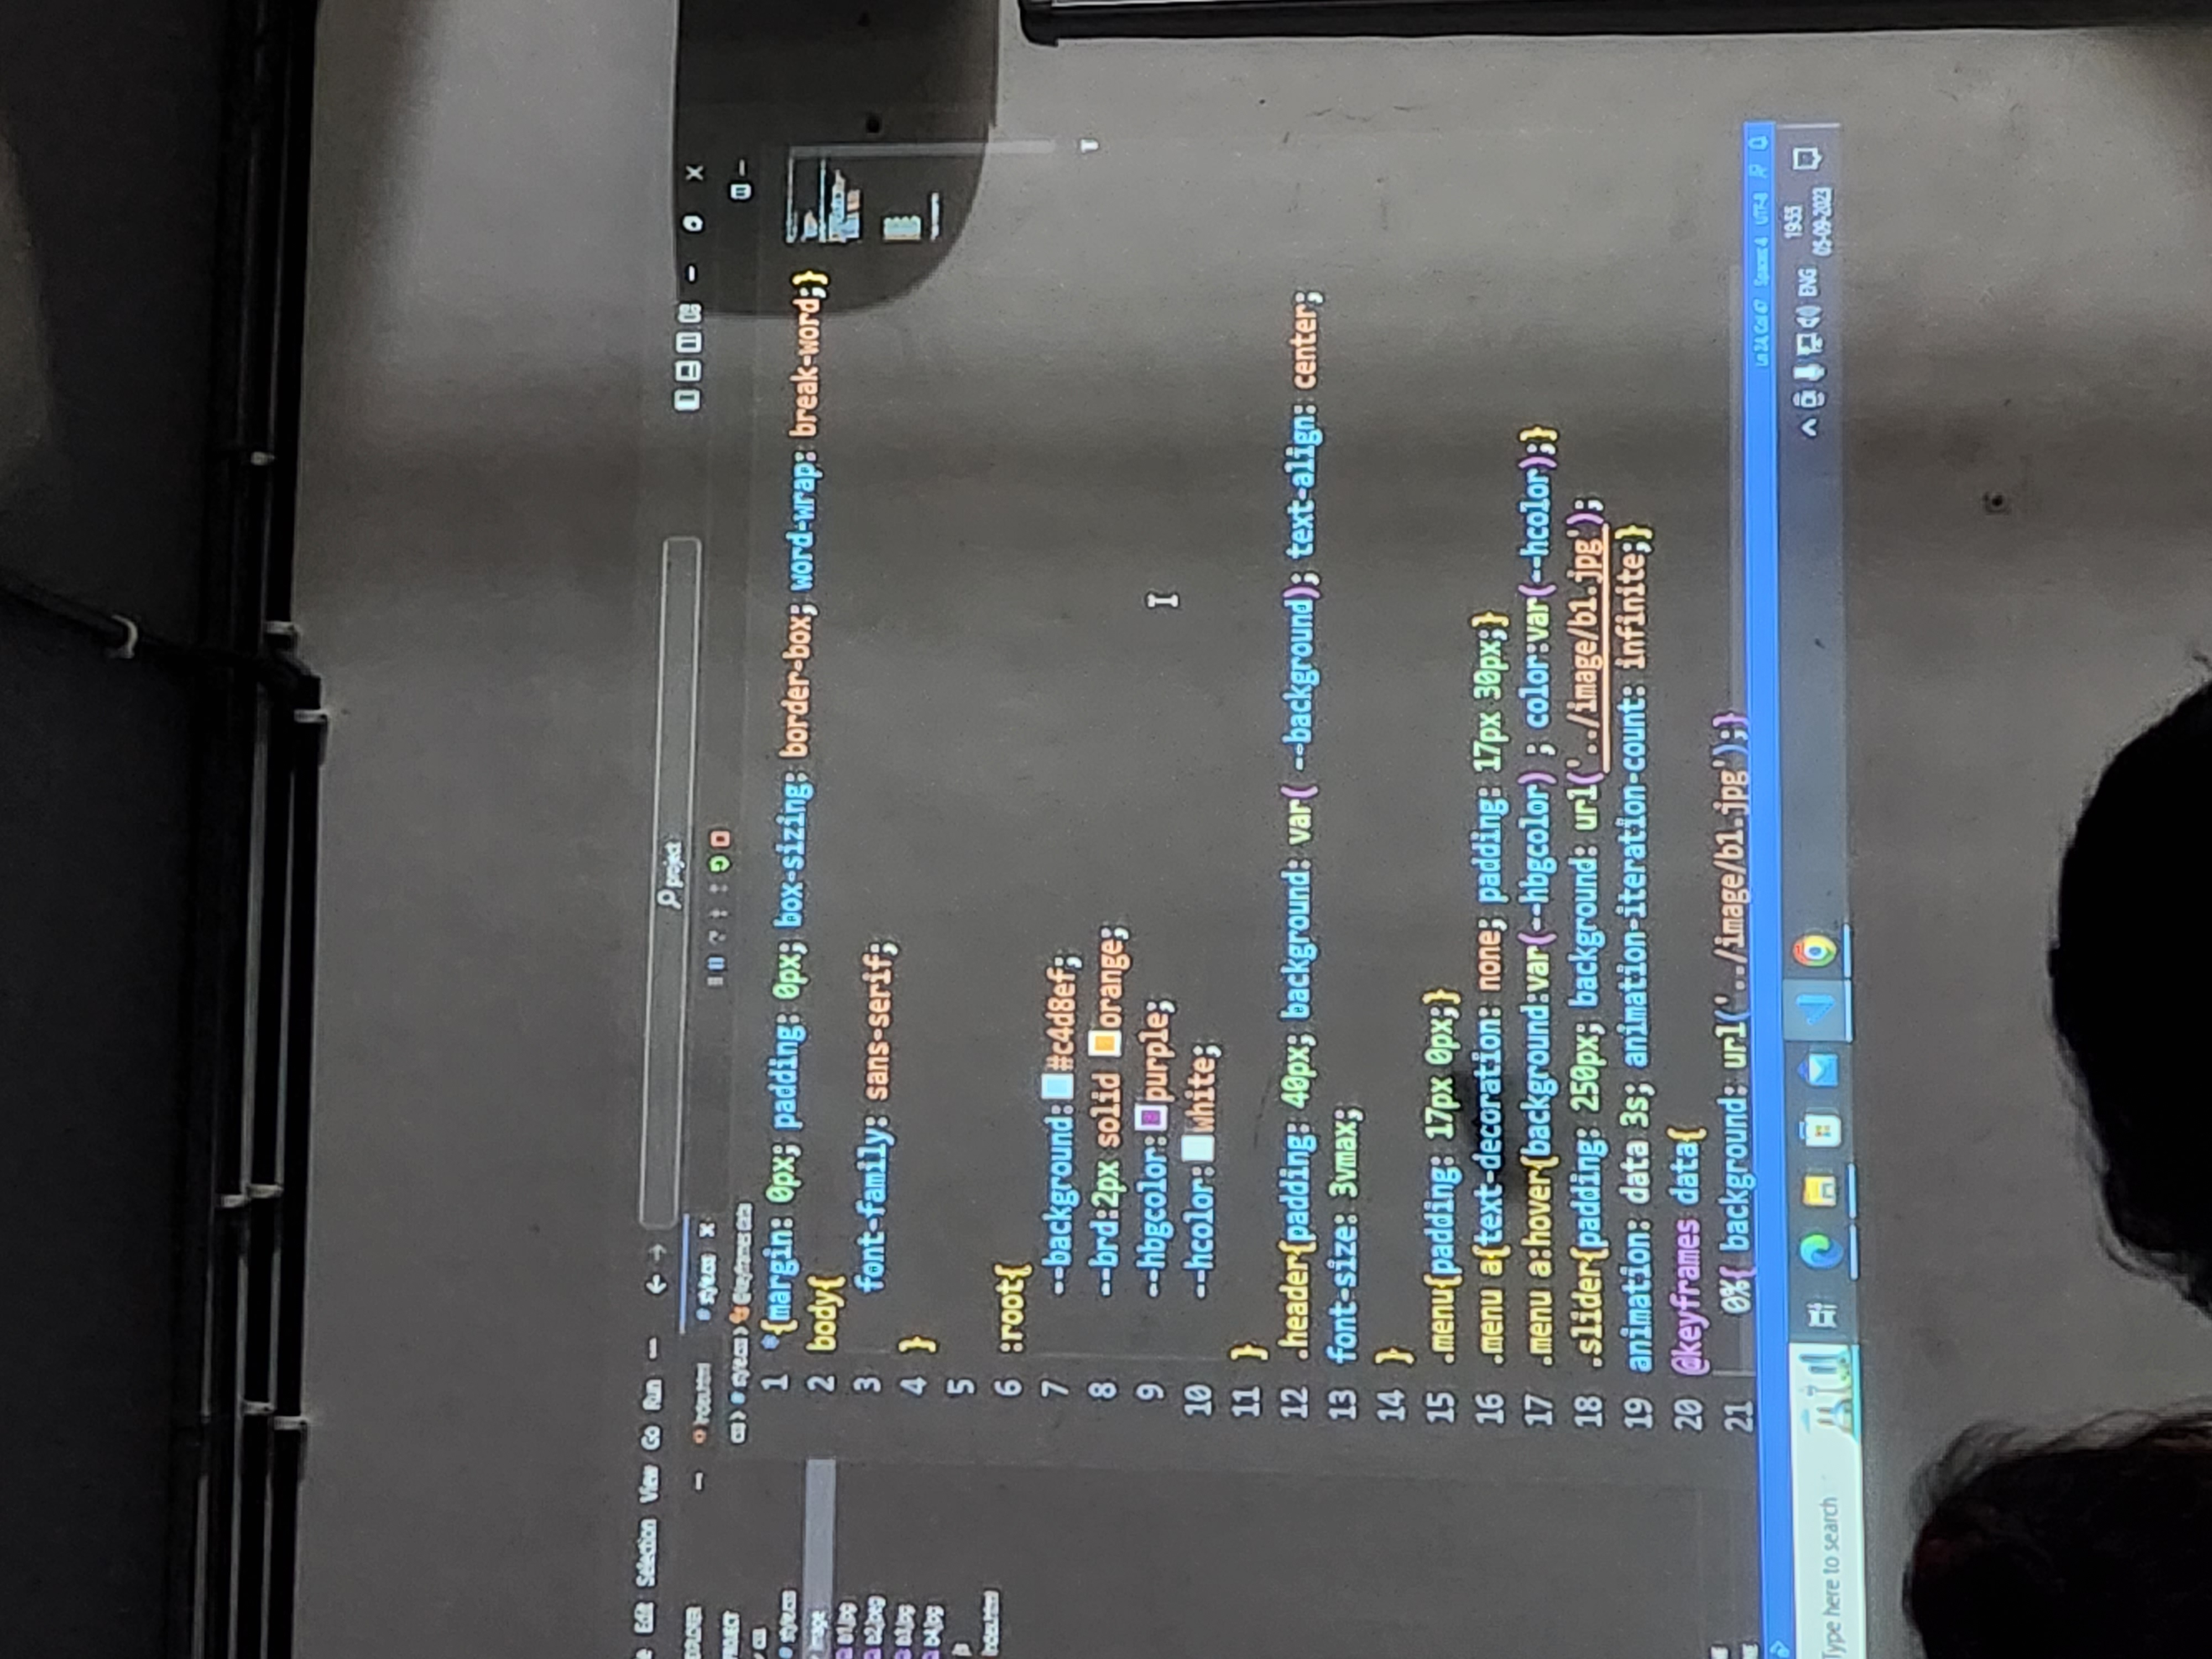 Edit Selection View Go Run
project
EXPLORER
index.html
style.css
PROJECT
css > style.css > @keyframes data
css
style.css
image
b1.jpg
b2.jpeg
b3.jpg
b4.jpg
js
index.html
1 *{margin: 0px; padding: 0px; box-sizing: border-box; word-wrap: break-word;}
2 body{
3 font-family: sans-serif;
4 }
5
6 :root{
7 --background: #c4d8ef;
8 --brd:2px solid orange;
9 --hbgcolor: purple;
10 --hcolor: white;
11 }
12 .header{padding: 40px; background: var( --background); text-align: center;
13 font-size: 3vmax;
14 }
15 .menu{padding: 17px 0px;}
16 .menu a{text-decoration: none; padding: 17px 30px;}
17 .menu a:hover{background:var(--hbgcolor) ; color:var(--hcolor);}
18 .slider{padding: 250px; background: url('../image/b1.jpg');
19 animation: data 3s; animation-iteration-count: infinite;}
20 @keyframes data{
21 0%{ background: url('../image/b1.jpg');}
Ln 24, Col 47 Spaces: 4 UTF-8
Type here to search
ENG
19:55
05-09-2023